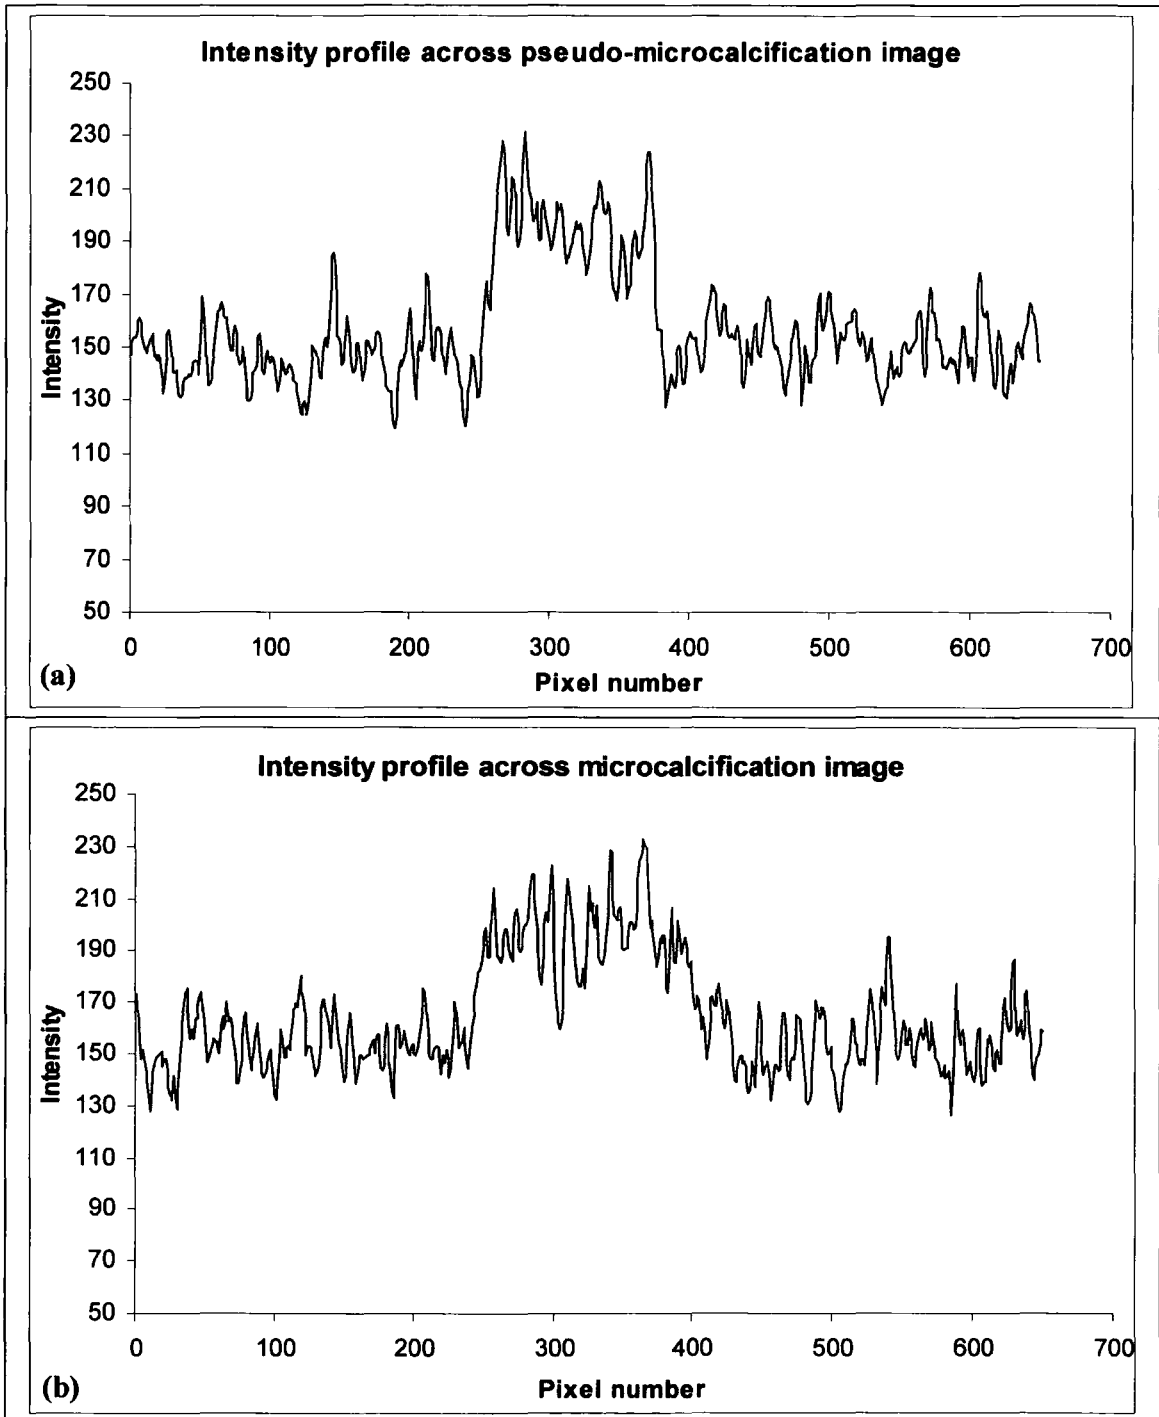 Intensity profile across pseudo-microcalcification image
250
230
210
190
170
150
130
110
90
70
50
Intensity
0 100 200 300 400 500 600 700
Pixel number
(a)
Intensity profile across microcalcification image
250
230
210
190
170
150
130
110
90
70
50
Intensity
0 100 200 300 400 500 600 700
Pixel number
(b)